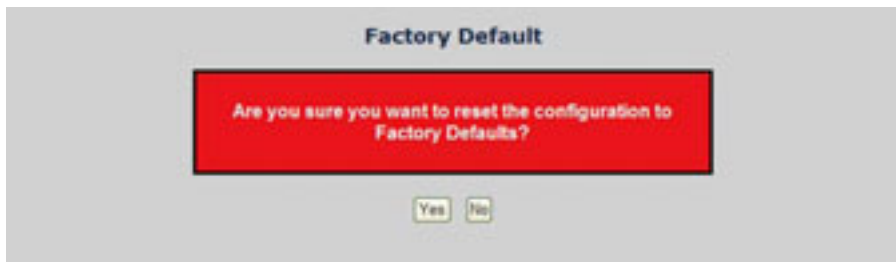 Factory Default
Are you sure you want to reset the configuration to
Factory Defaults?
Yes No